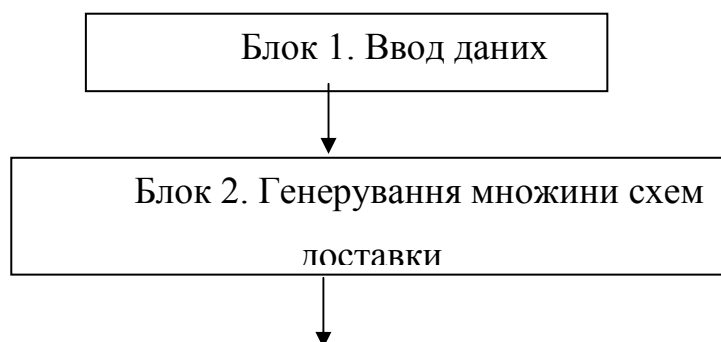 Блок 1. Ввод даних
Блок 2. Генерування множини схем
доставки